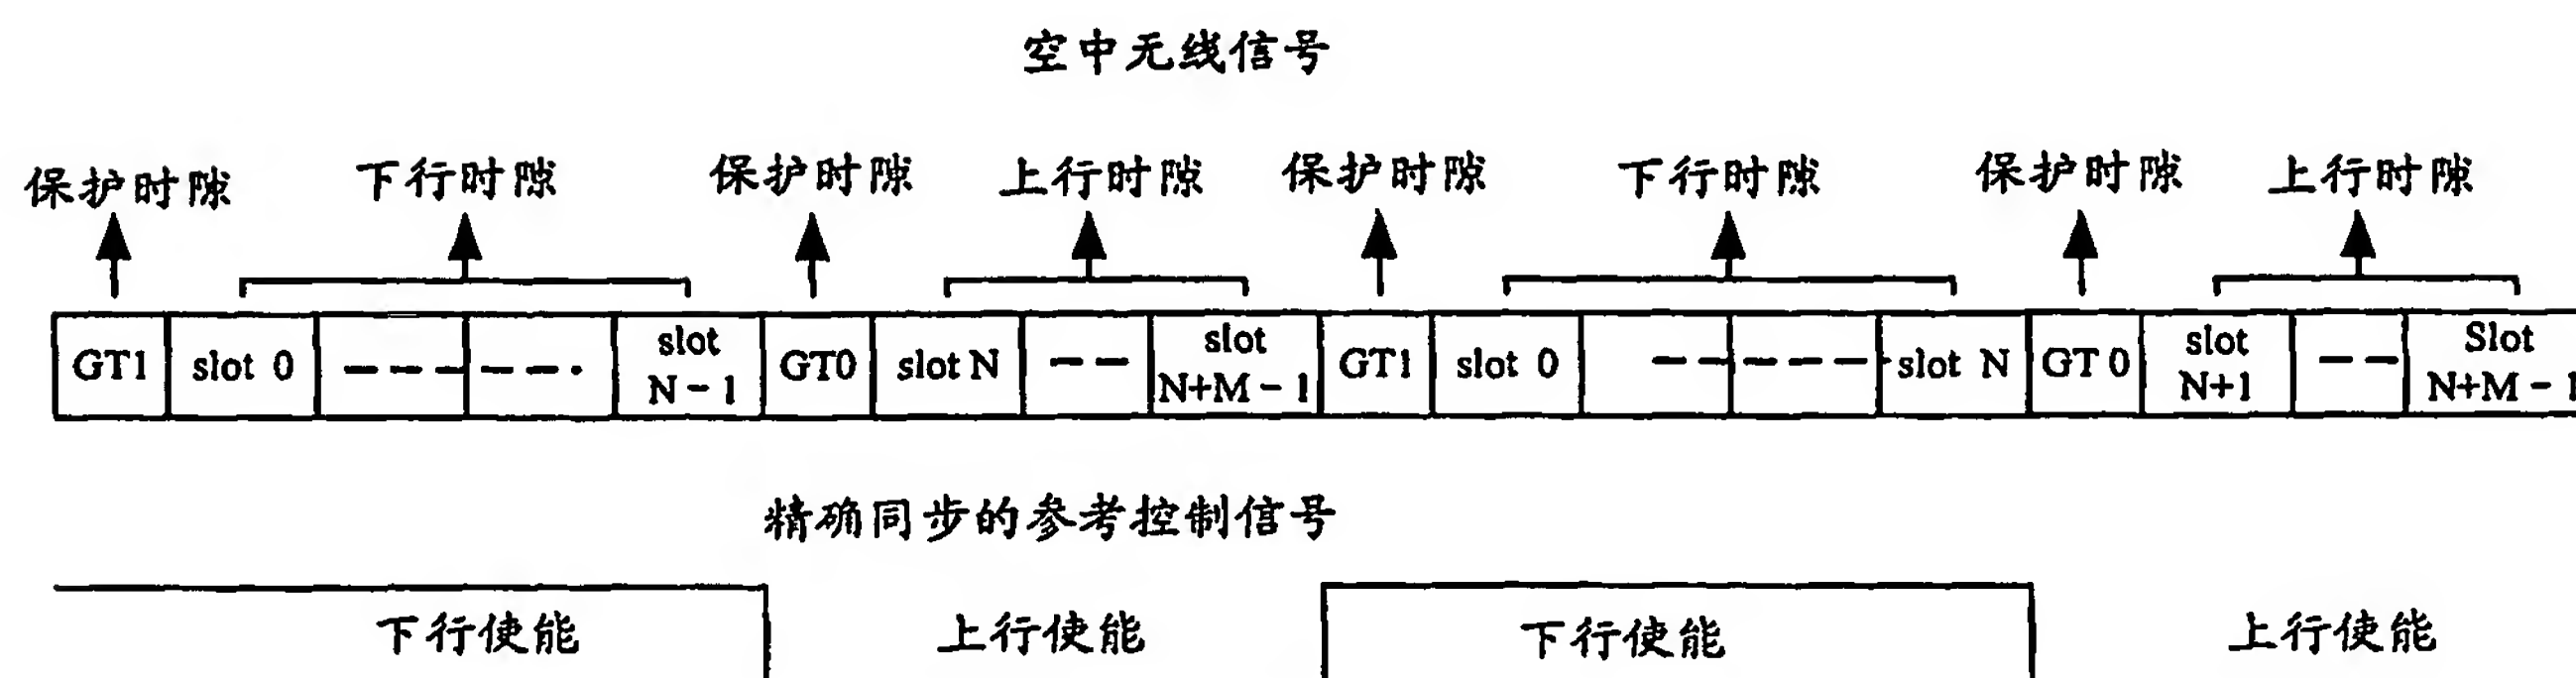 空中无线信号
保护时隙 下行时隙 保护时隙 上行时隙 保护时隙 下行时隙 保护时隙 上行时隙
GT1 slot 0 slot N-1 GT0 slot N slot N+M-1 GT1 slot 0 slot N GT 0 slot N+1 Slot N+M-1
精确同步的参考控制信号
下行使能 上行使能 下行使能 上行使能